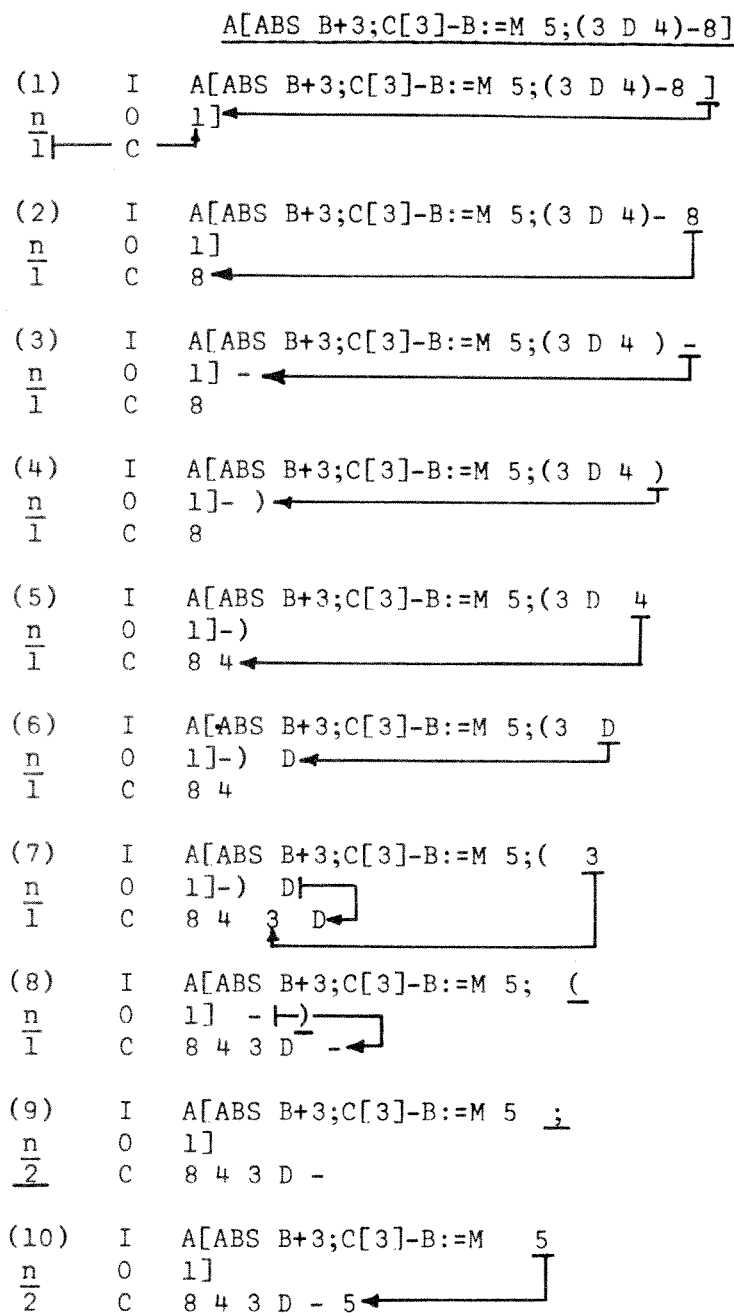 A[ABS B+3;C[3]-B:=M 5;(3 D 4)-8]
(1) I A[ABS B+3;C[3]-B:=M 5;(3 D 4)-8 ]
n O 1]
1 C
(2) I A[ABS B+3;C[3]-B:=M 5;(3 D 4)- 8
n O 1]
1 C 8
(3) I A[ABS B+3;C[3]-B:=M 5;(3 D 4 ) -
n O 1] -
1 C 8
(4) I A[ABS B+3;C[3]-B:=M 5;(3 D 4 )
n O 1]- )
1 C 8
(5) I A[ABS B+3;C[3]-B:=M 5;(3 D 4
n O 1]-)
1 C 8 4
(6) I A[ABS B+3;C[3]-B:=M 5;(3 D
n O 1]-) D
1 C 8 4
(7) I A[ABS B+3;C[3]-B:=M 5;( 3
n O 1]-) D
1 C 8 4 3 D
(8) I A[ABS B+3;C[3]-B:=M 5; (
n O 1] - )
1 C 8 4 3 D -
(9) I A[ABS B+3;C[3]-B:=M 5 ;
n O 1]
2 C 8 4 3 D -
(10) I A[ABS B+3;C[3]-B:=M 5
n O 1]
2 C 8 4 3 D - 5